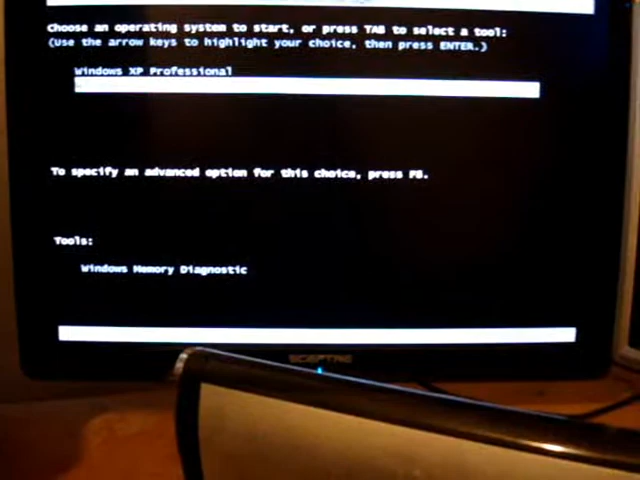 Choose an operating system to start, or press TAB to select a tool:
(Use the arrow keys to highlight your choice, then press ENTER.)
Windows XP Professional
To specify an advanced option for this choice, press F8.
Tools:
Windows Memory Diagnostic
SCEPTRE